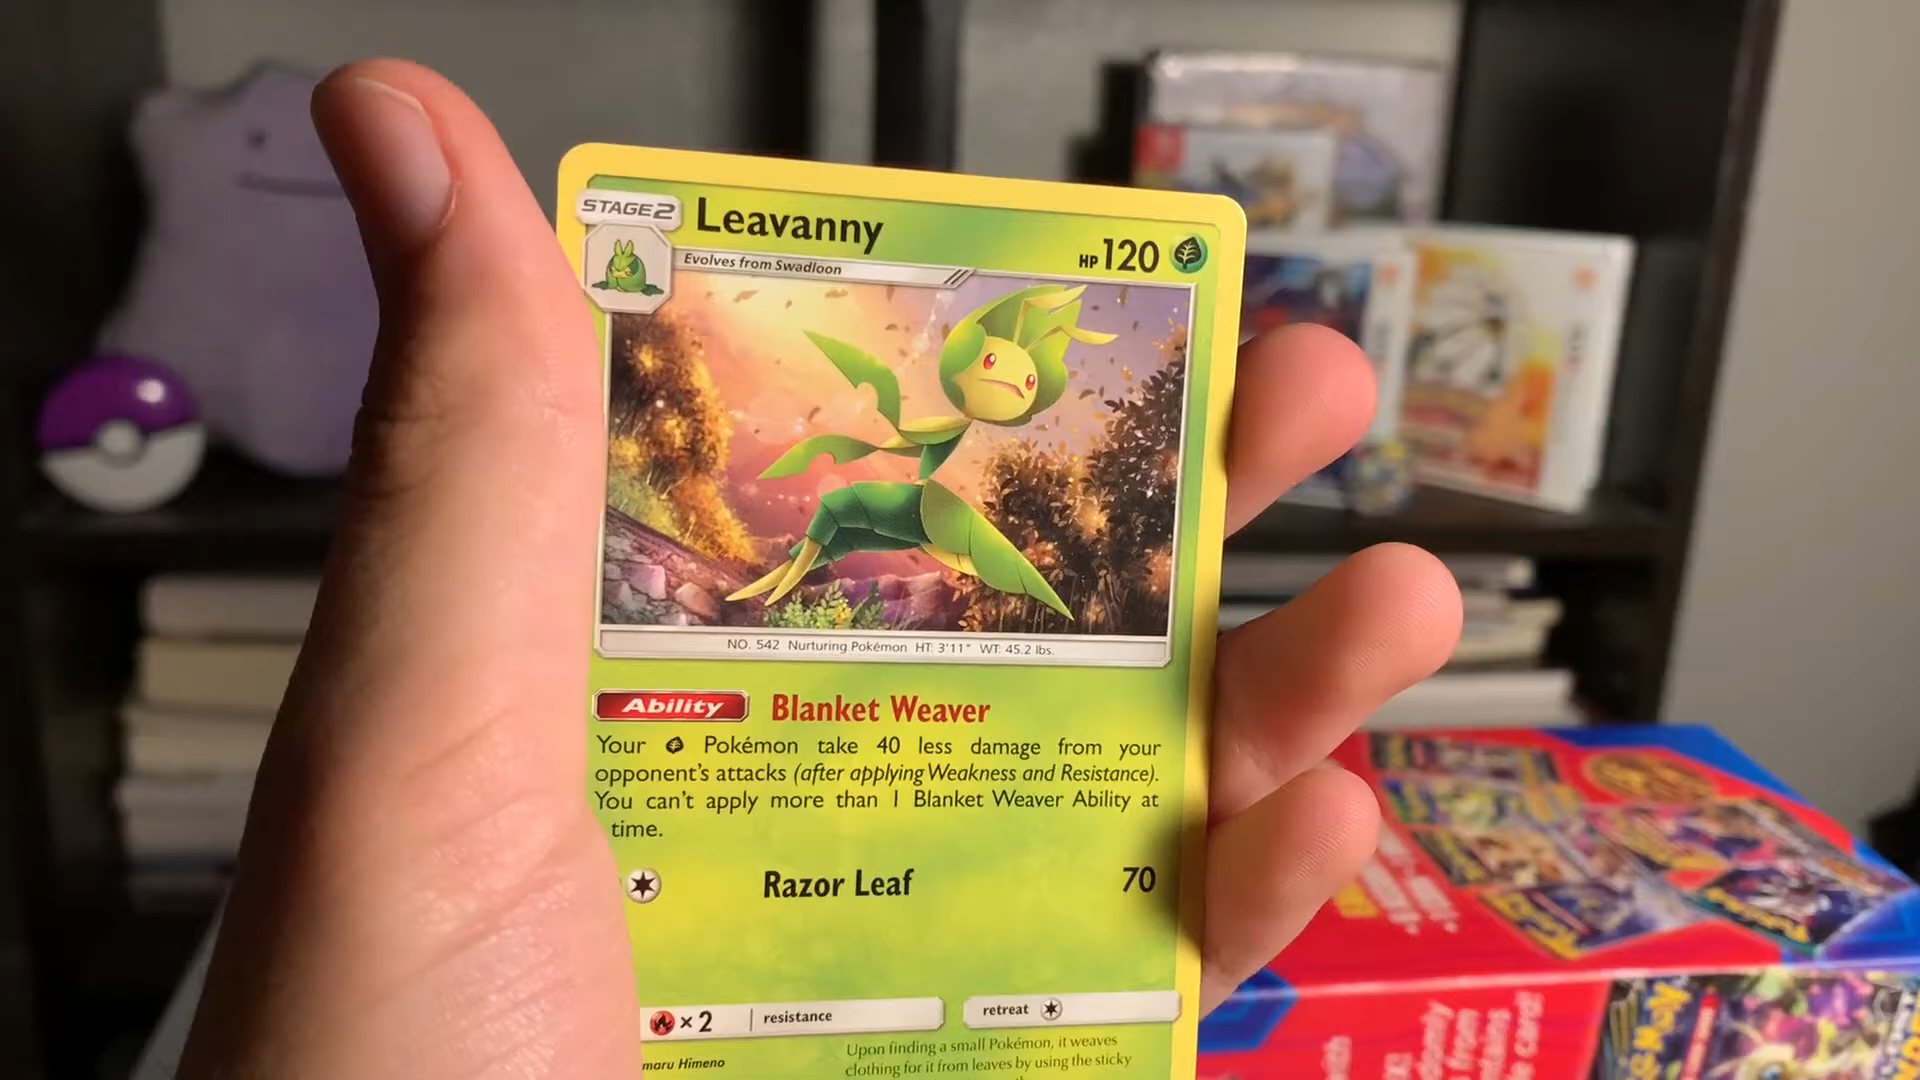 STAGE2
Leavanny
HP 120
Evolves from Swadloon
NO. 542 Nurturing Pokémon HT: 3'11" WT: 45.2 lbs.
Ability Blanket Weaver
Your Pokémon take 40 less damage from your
opponent's attacks (after applying Weakness and Resistance).
You can't apply more than 1 Blanket Weaver Ability at
time.
Razor Leaf 70
×2 resistance
retreat
maru Himeno
Upon finding a small Pokémon, it weaves
clothing for it from leaves by using the sticky